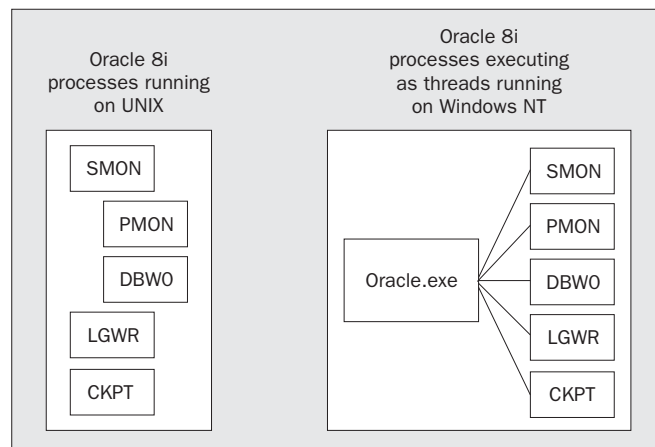 Oracle 8i
processes running
on UNIX
SMON
PMON
DBW0
LGWR
CKPT
Oracle 8i
processes executing
as threads running
on Windows NT
Oracle.exe
SMON
PMON
DBW0
LGWR
CKPT